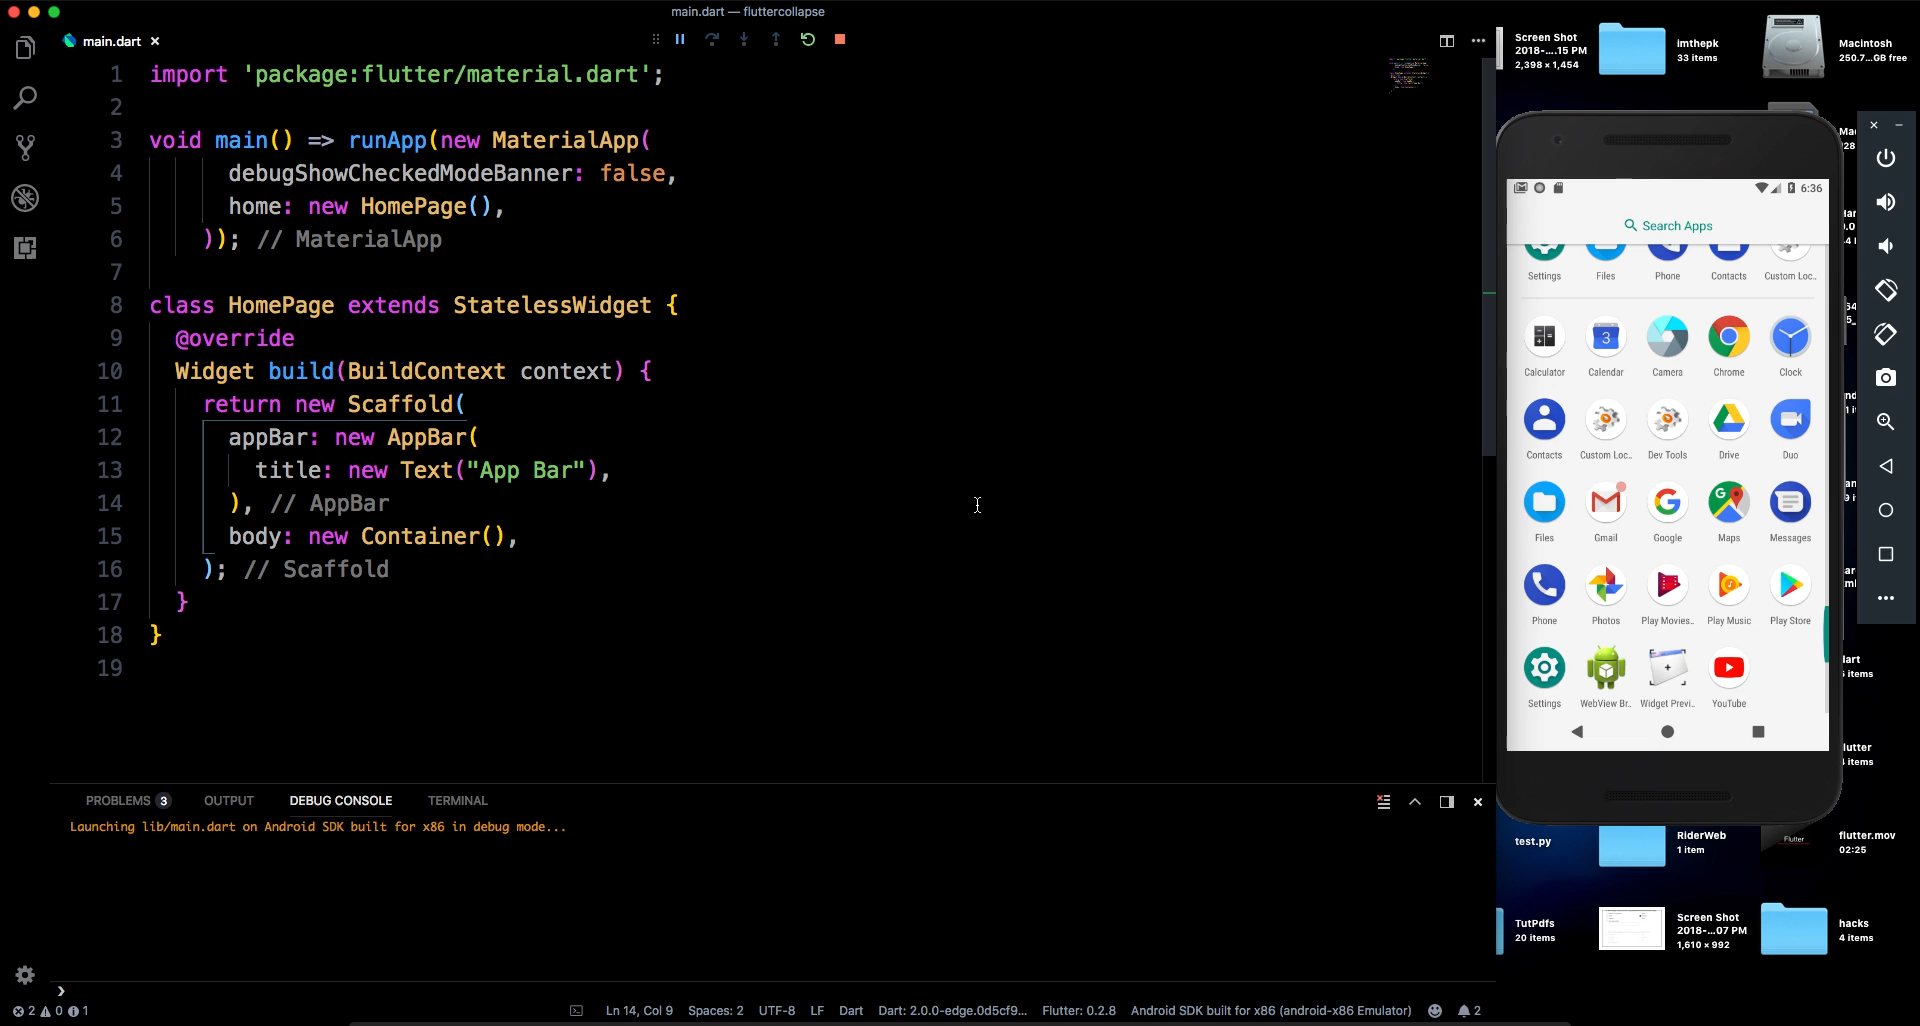 main.dart — fluttercollapse
main.dart
1 import 'package:flutter/material.dart';
2
3 void main() => runApp(new MaterialApp(
4 debugShowCheckedModeBanner: false,
5 home: new HomePage(),
6 )); // MaterialApp
7
8 class HomePage extends StatelessWidget {
9 @override
10 Widget build(BuildContext context) {
11 return new Scaffold(
12 appBar: new AppBar(
13 title: new Text("App Bar"),
14 ), // AppBar
15 body: new Container(),
16 ); // Scaffold
17 }
18 }
19
PROBLEMS 3 OUTPUT DEBUG CONSOLE TERMINAL
Launching lib/main.dart on Android SDK built for x86 in debug mode...
2 0 1 Ln 14, Col 9 Spaces: 2 UTF-8 LF Dart Dart: 2.0.0-edge.0d5cf9... Flutter: 0.2.8 Android SDK built for x86 (android-x86 Emulator) 2
Screen Shot
2018-....15 PM
2,398 × 1,454
imthepk
33 items
Macintosh
250.7...GB free
6:36
Search Apps
Settings Files Phone Contacts Custom Loc..
3
Calculator Calendar Camera Chrome Clock
Contacts Custom Loc.. Dev Tools Drive Duo
Files Gmail Google Maps Messages
Phone Photos Play Movies.. Play Music Play Store
Settings WebView Br.. Widget Previ.. YouTube
test.py
RiderWeb
1 item
Flutter
flutter.mov
02:25
TutPdfs
20 items
Screen Shot
2018-...07 PM
1,610 × 992
hacks
4 items